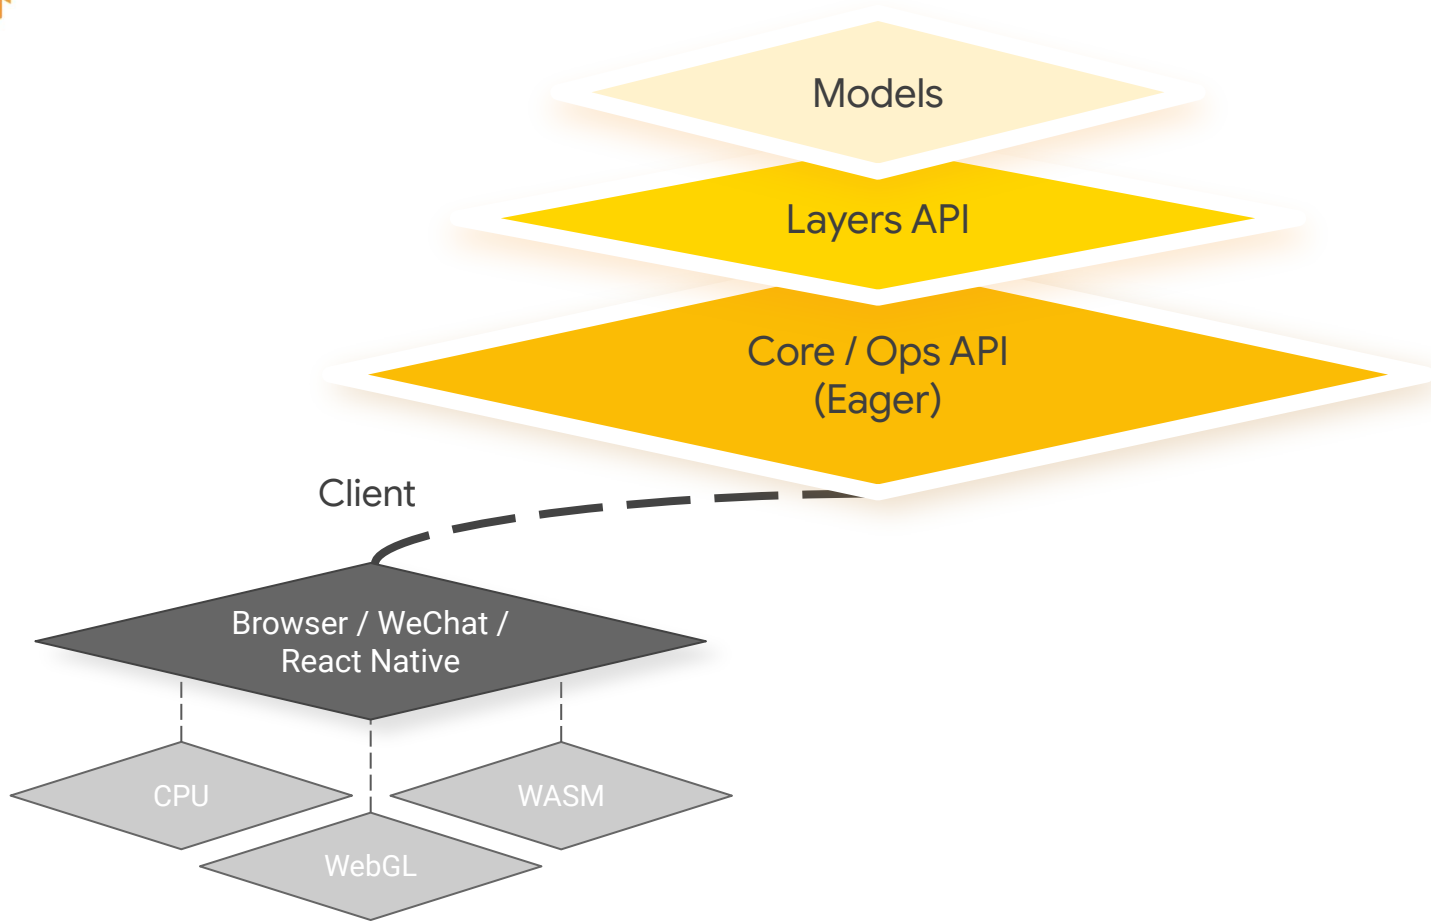 Models
Layers API
Core / Ops API
(Eager)
Client
Browser / WeChat /
React Native
CPU
WASM
WebGL